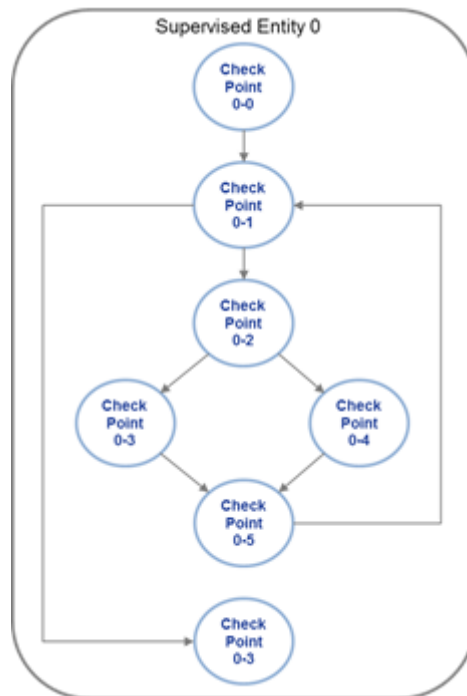 Supervised Entity 0
Check
Point
0-0
Check
Point
0-1
Check
Point
0-2
Check
Point
0-3
Check
Point
0-4
Check
Point
0-5
Check
Point
0-3